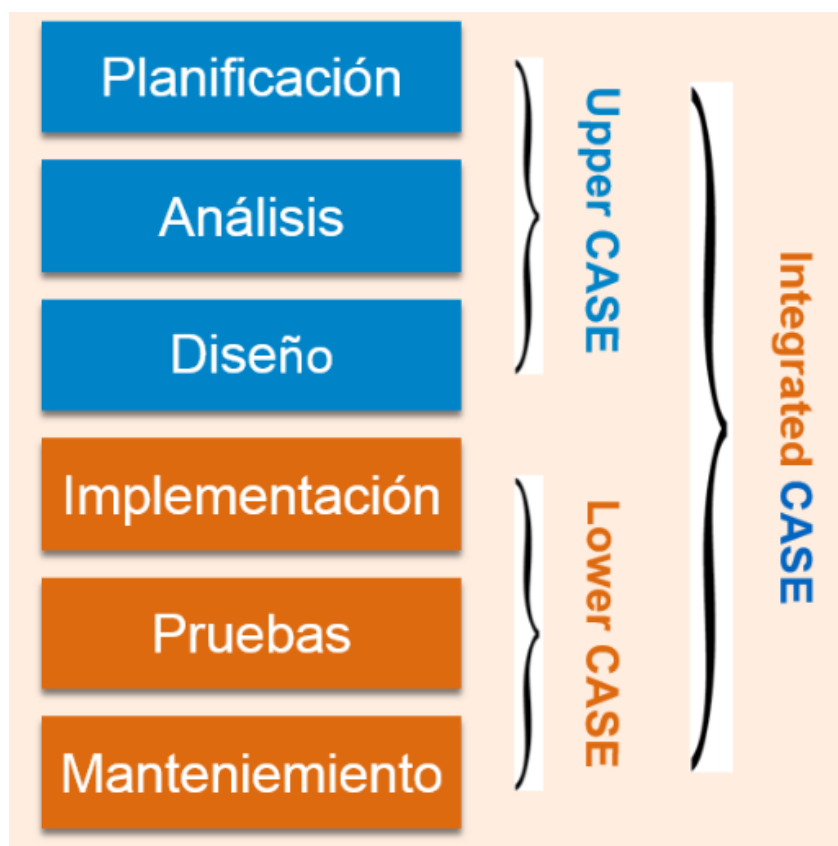 Planificación
Análisis
Diseño
Implementación
Pruebas
Manteniemiento
Upper CASE
Lower CASE
Integrated CASE